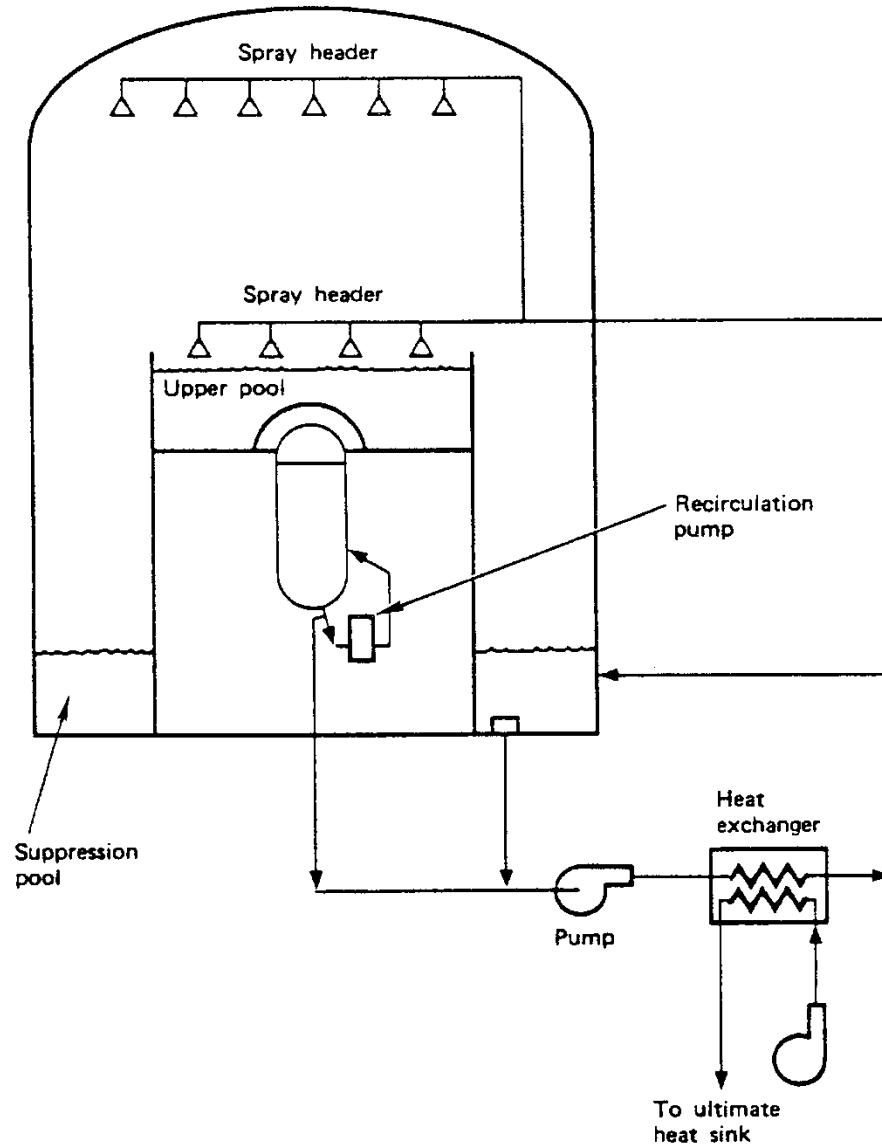 Spray header
Spray header
Upper pool
Recirculation
pump
Suppression
pool
Heat
exchanger
Pump
To ultimate
heat sink